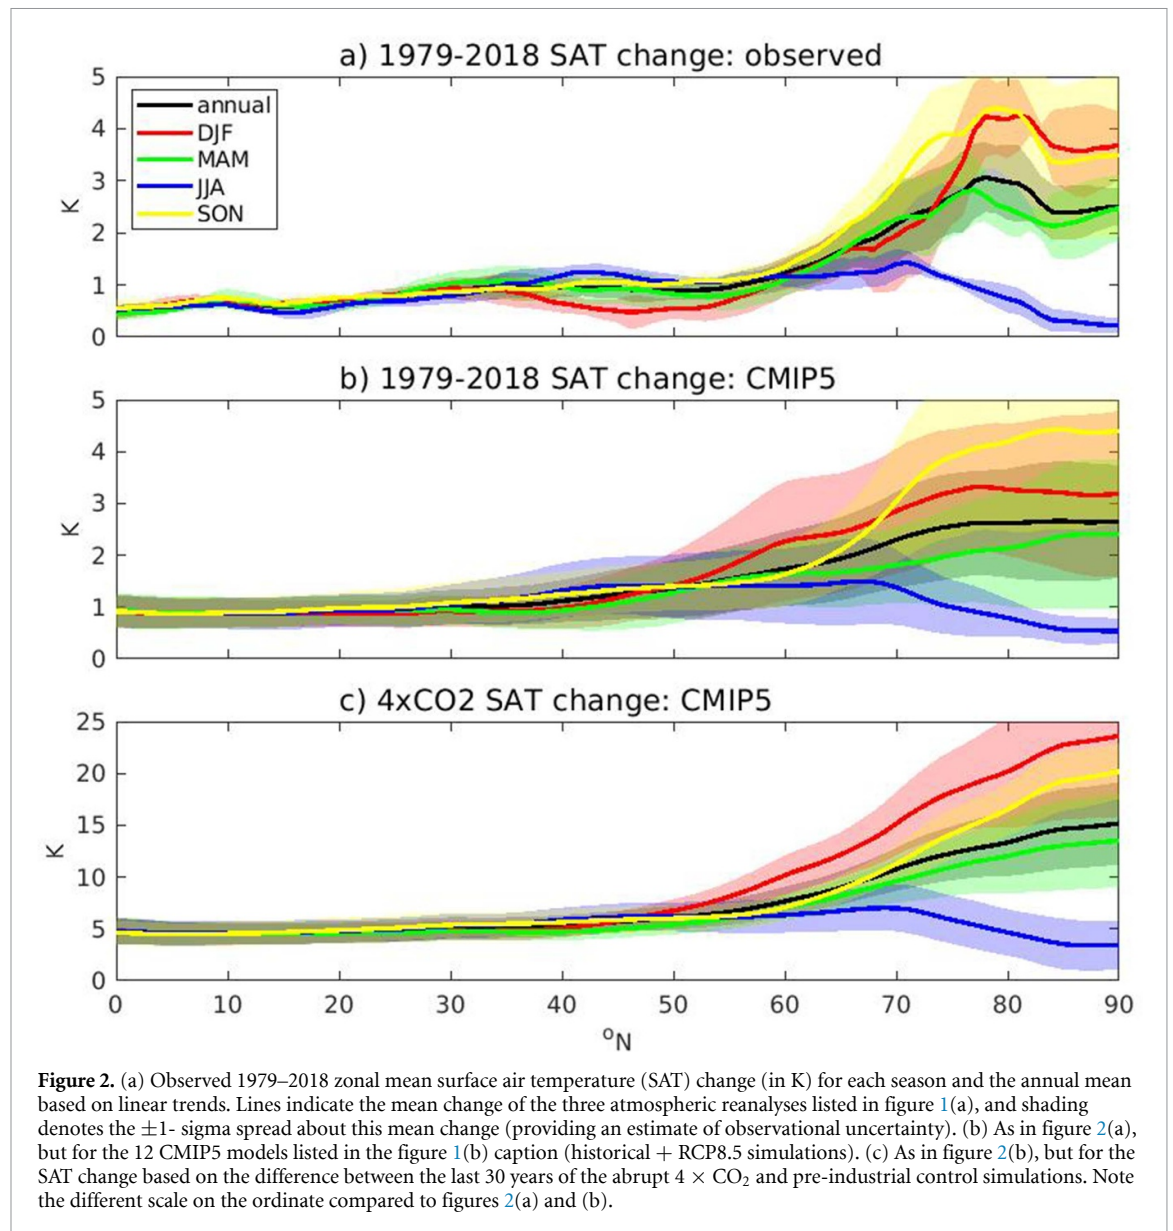 a) 1979-2018 SAT change: observed
5
4
3
2
1
0
K
annual
DJF
MAM
JJA
SON
b) 1979-2018 SAT change: CMIP5
5
4
3
2
1
0
K
c) 4xCO2 SAT change: CMIP5
25
20
15
10
5
0
K
0 10 20 30 40 50 60 70 80 90
°N
Figure 2. (a) Observed 1979–2018 zonal mean surface air temperature (SAT) change (in K) for each season and the annual mean
based on linear trends. Lines indicate the mean change of the three atmospheric reanalyses listed in figure 1(a), and shading
denotes the ±1- sigma spread about this mean change (providing an estimate of observational uncertainty). (b) As in figure 2(a),
but for the 12 CMIP5 models listed in the figure 1(b) caption (historical + RCP8.5 simulations). (c) As in figure 2(b), but for the
SAT change based on the difference between the last 30 years of the abrupt 4 × CO₂ and pre-industrial control simulations. Note
the different scale on the ordinate compared to figures 2(a) and (b).